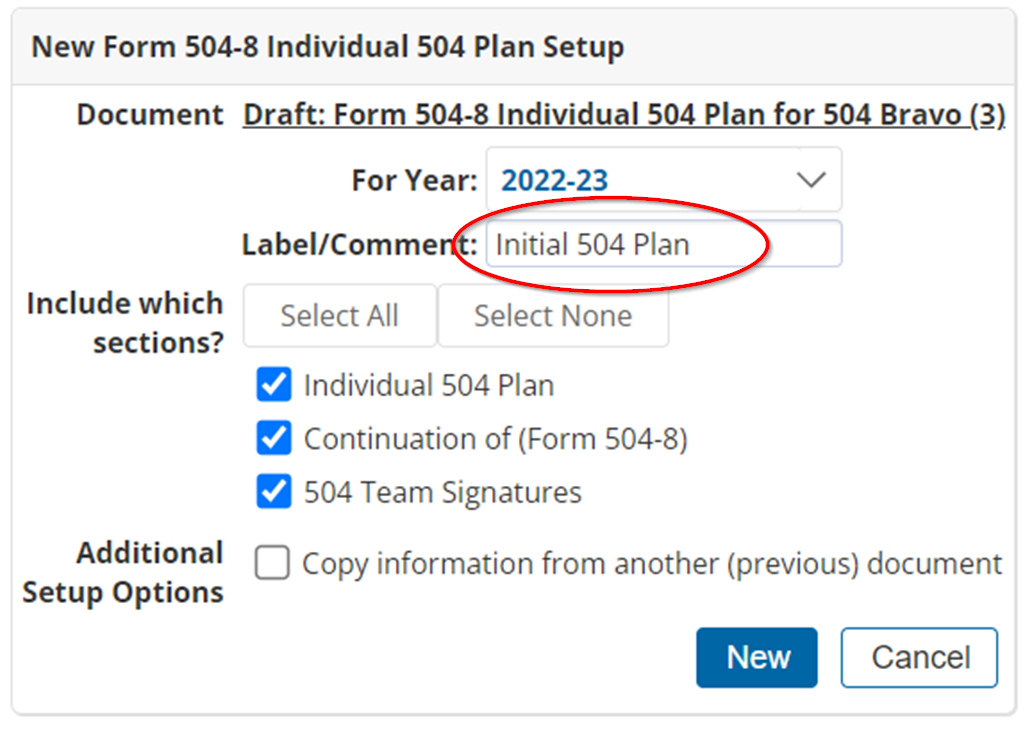 New Form 504-8 Individual 504 Plan Setup
Document Draft: Form 504-8 Individual 504 Plan for 504 Bravo (3)
For Year: 2022-23
Label/Comment: Initial 504 Plan
Include which
sections?
Select All Select None
Individual 504 Plan
Continuation of (Form 504-8)
504 Team Signatures
Additional
Setup Options
Copy information from another (previous) document
New Cancel